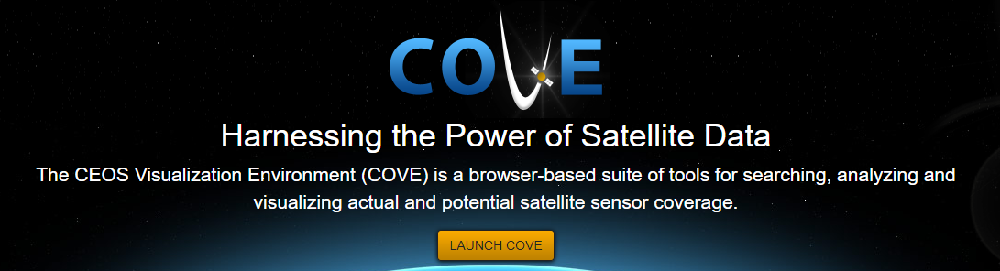 COVE
Harnessing the Power of Satellite Data
The CEOS Visualization Environment (COVE) is a browser-based suite of tools for searching, analyzing and
visualizing actual and potential satellite sensor coverage.
LAUNCH COVE